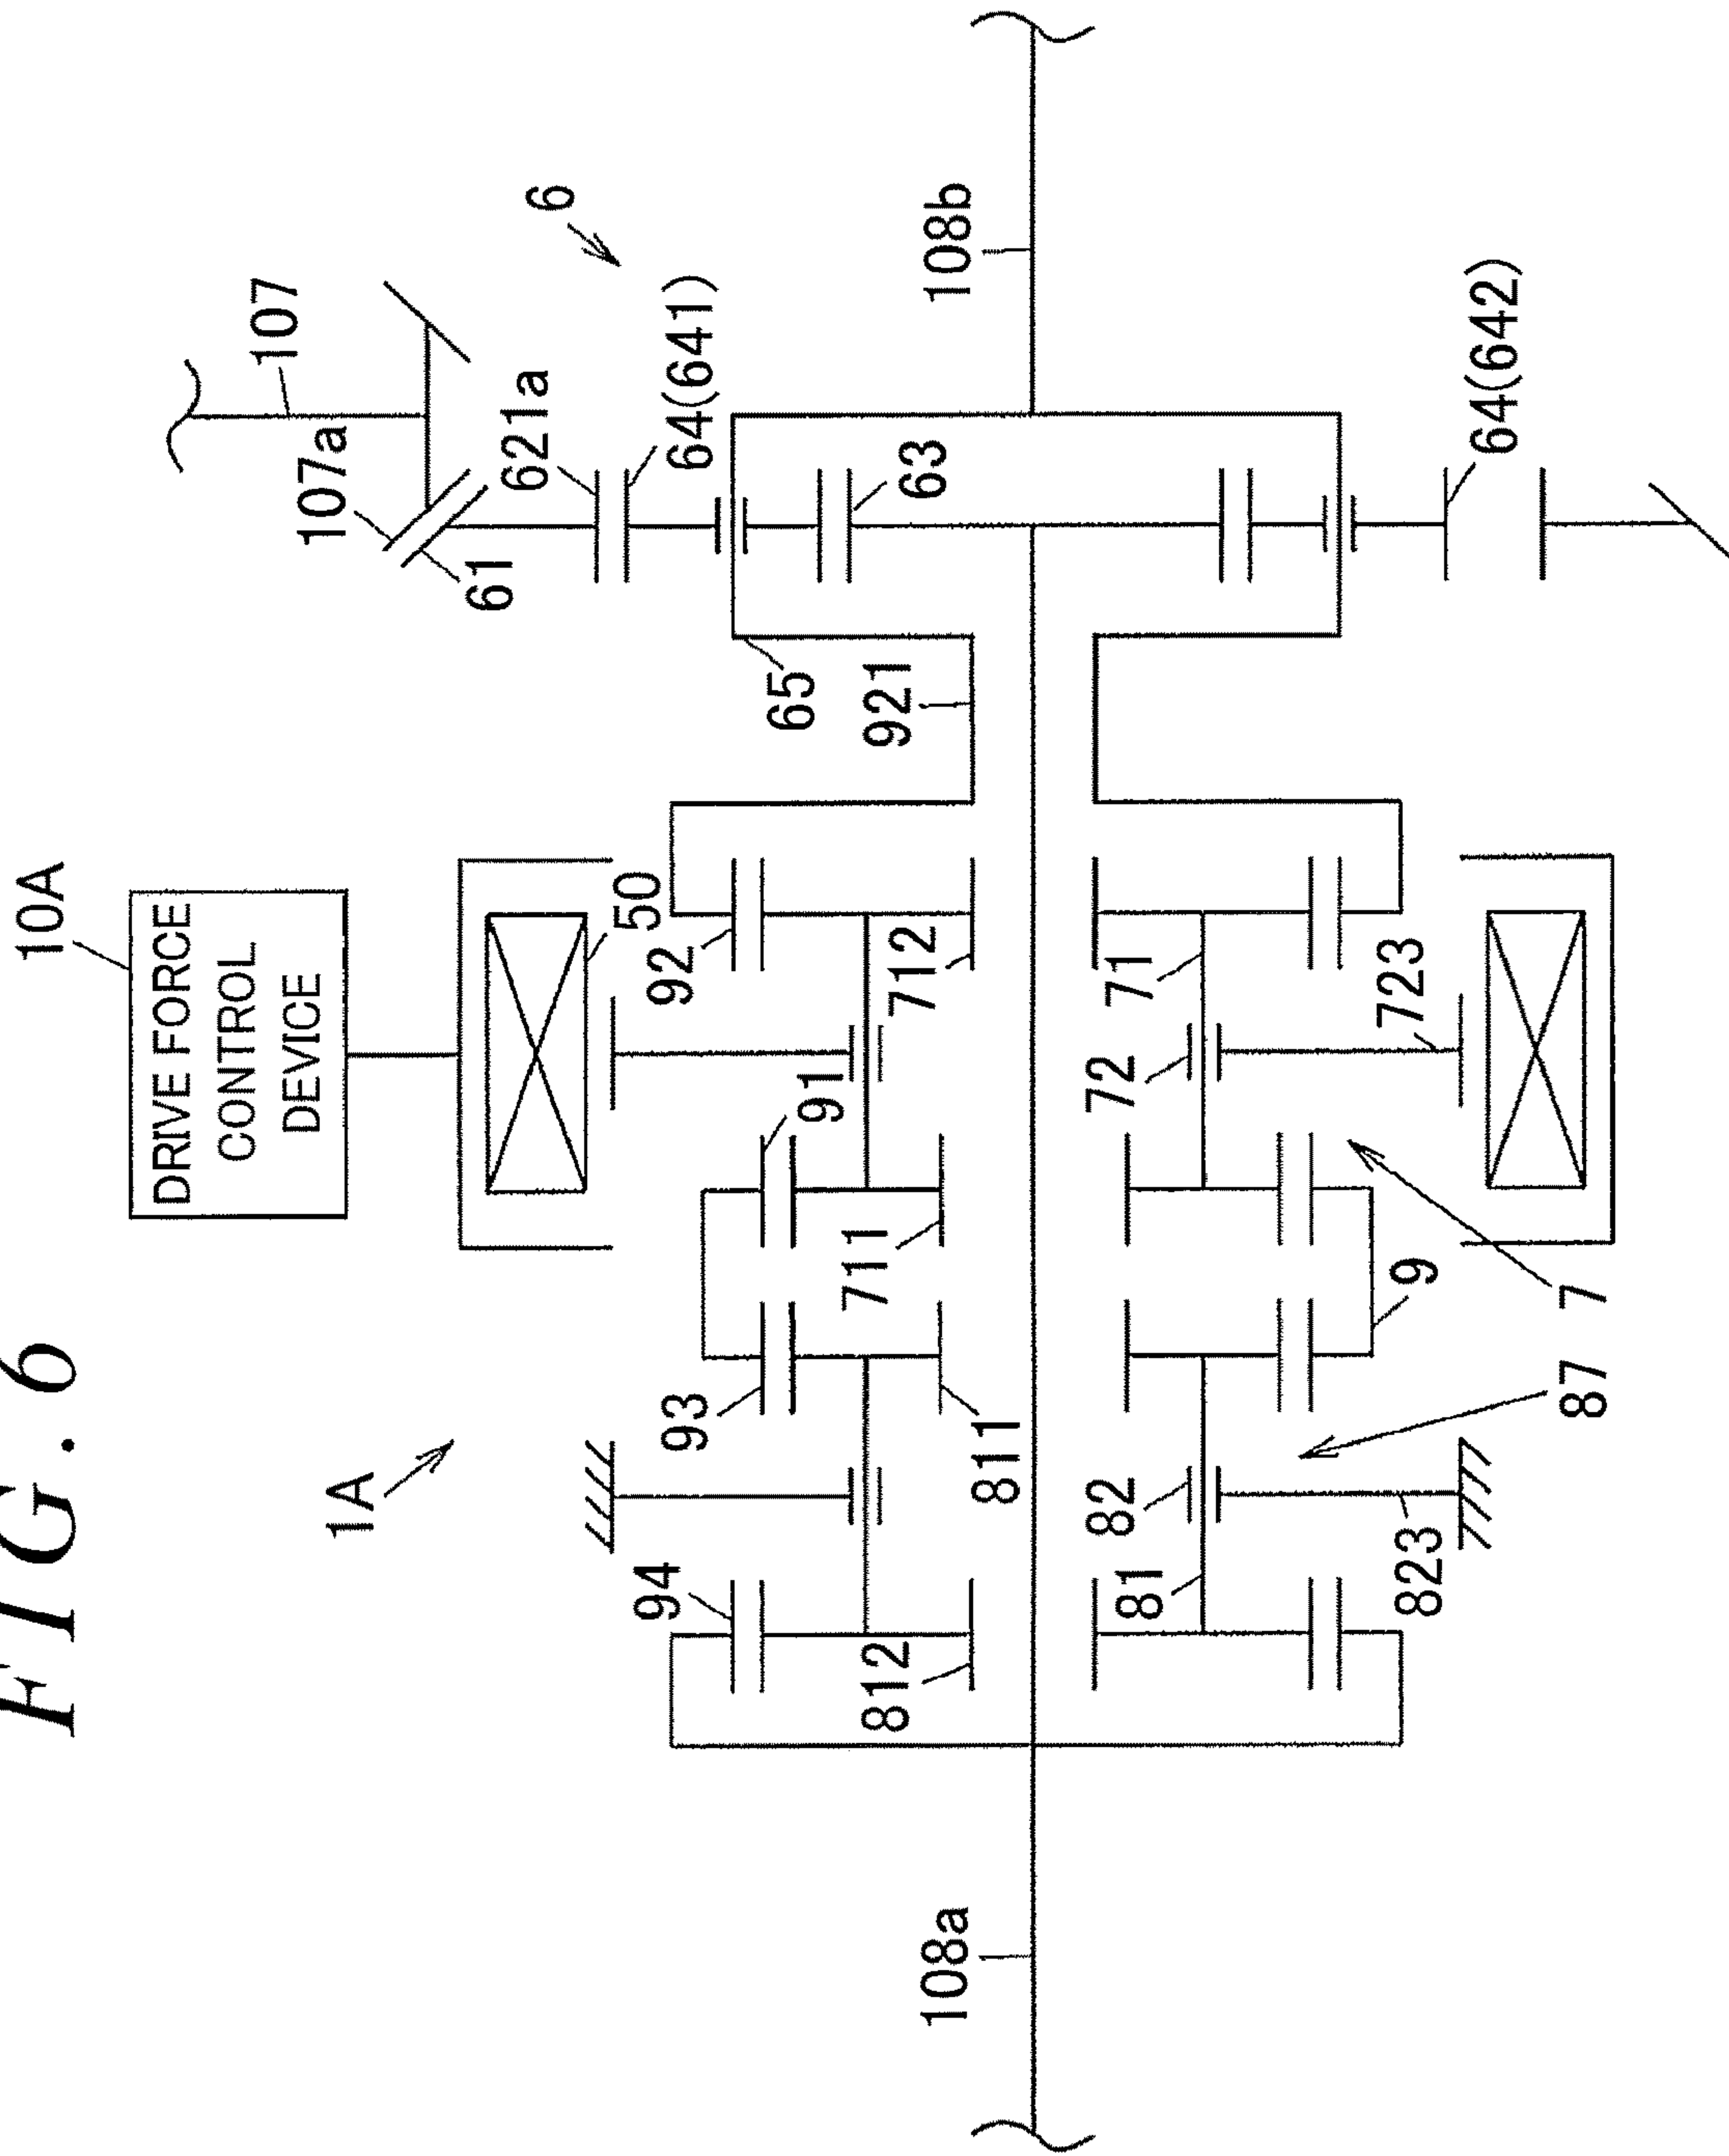 FIG. 6
10A
DRIVE FORCE
CONTROL
DEVICE
1A
107
107a
61
621a
6
64(641)
63
65
921
108b
64(642)
50
92
712
91
711
93
811
94
812
71
72
723
9
7
87
82
81
823
108a